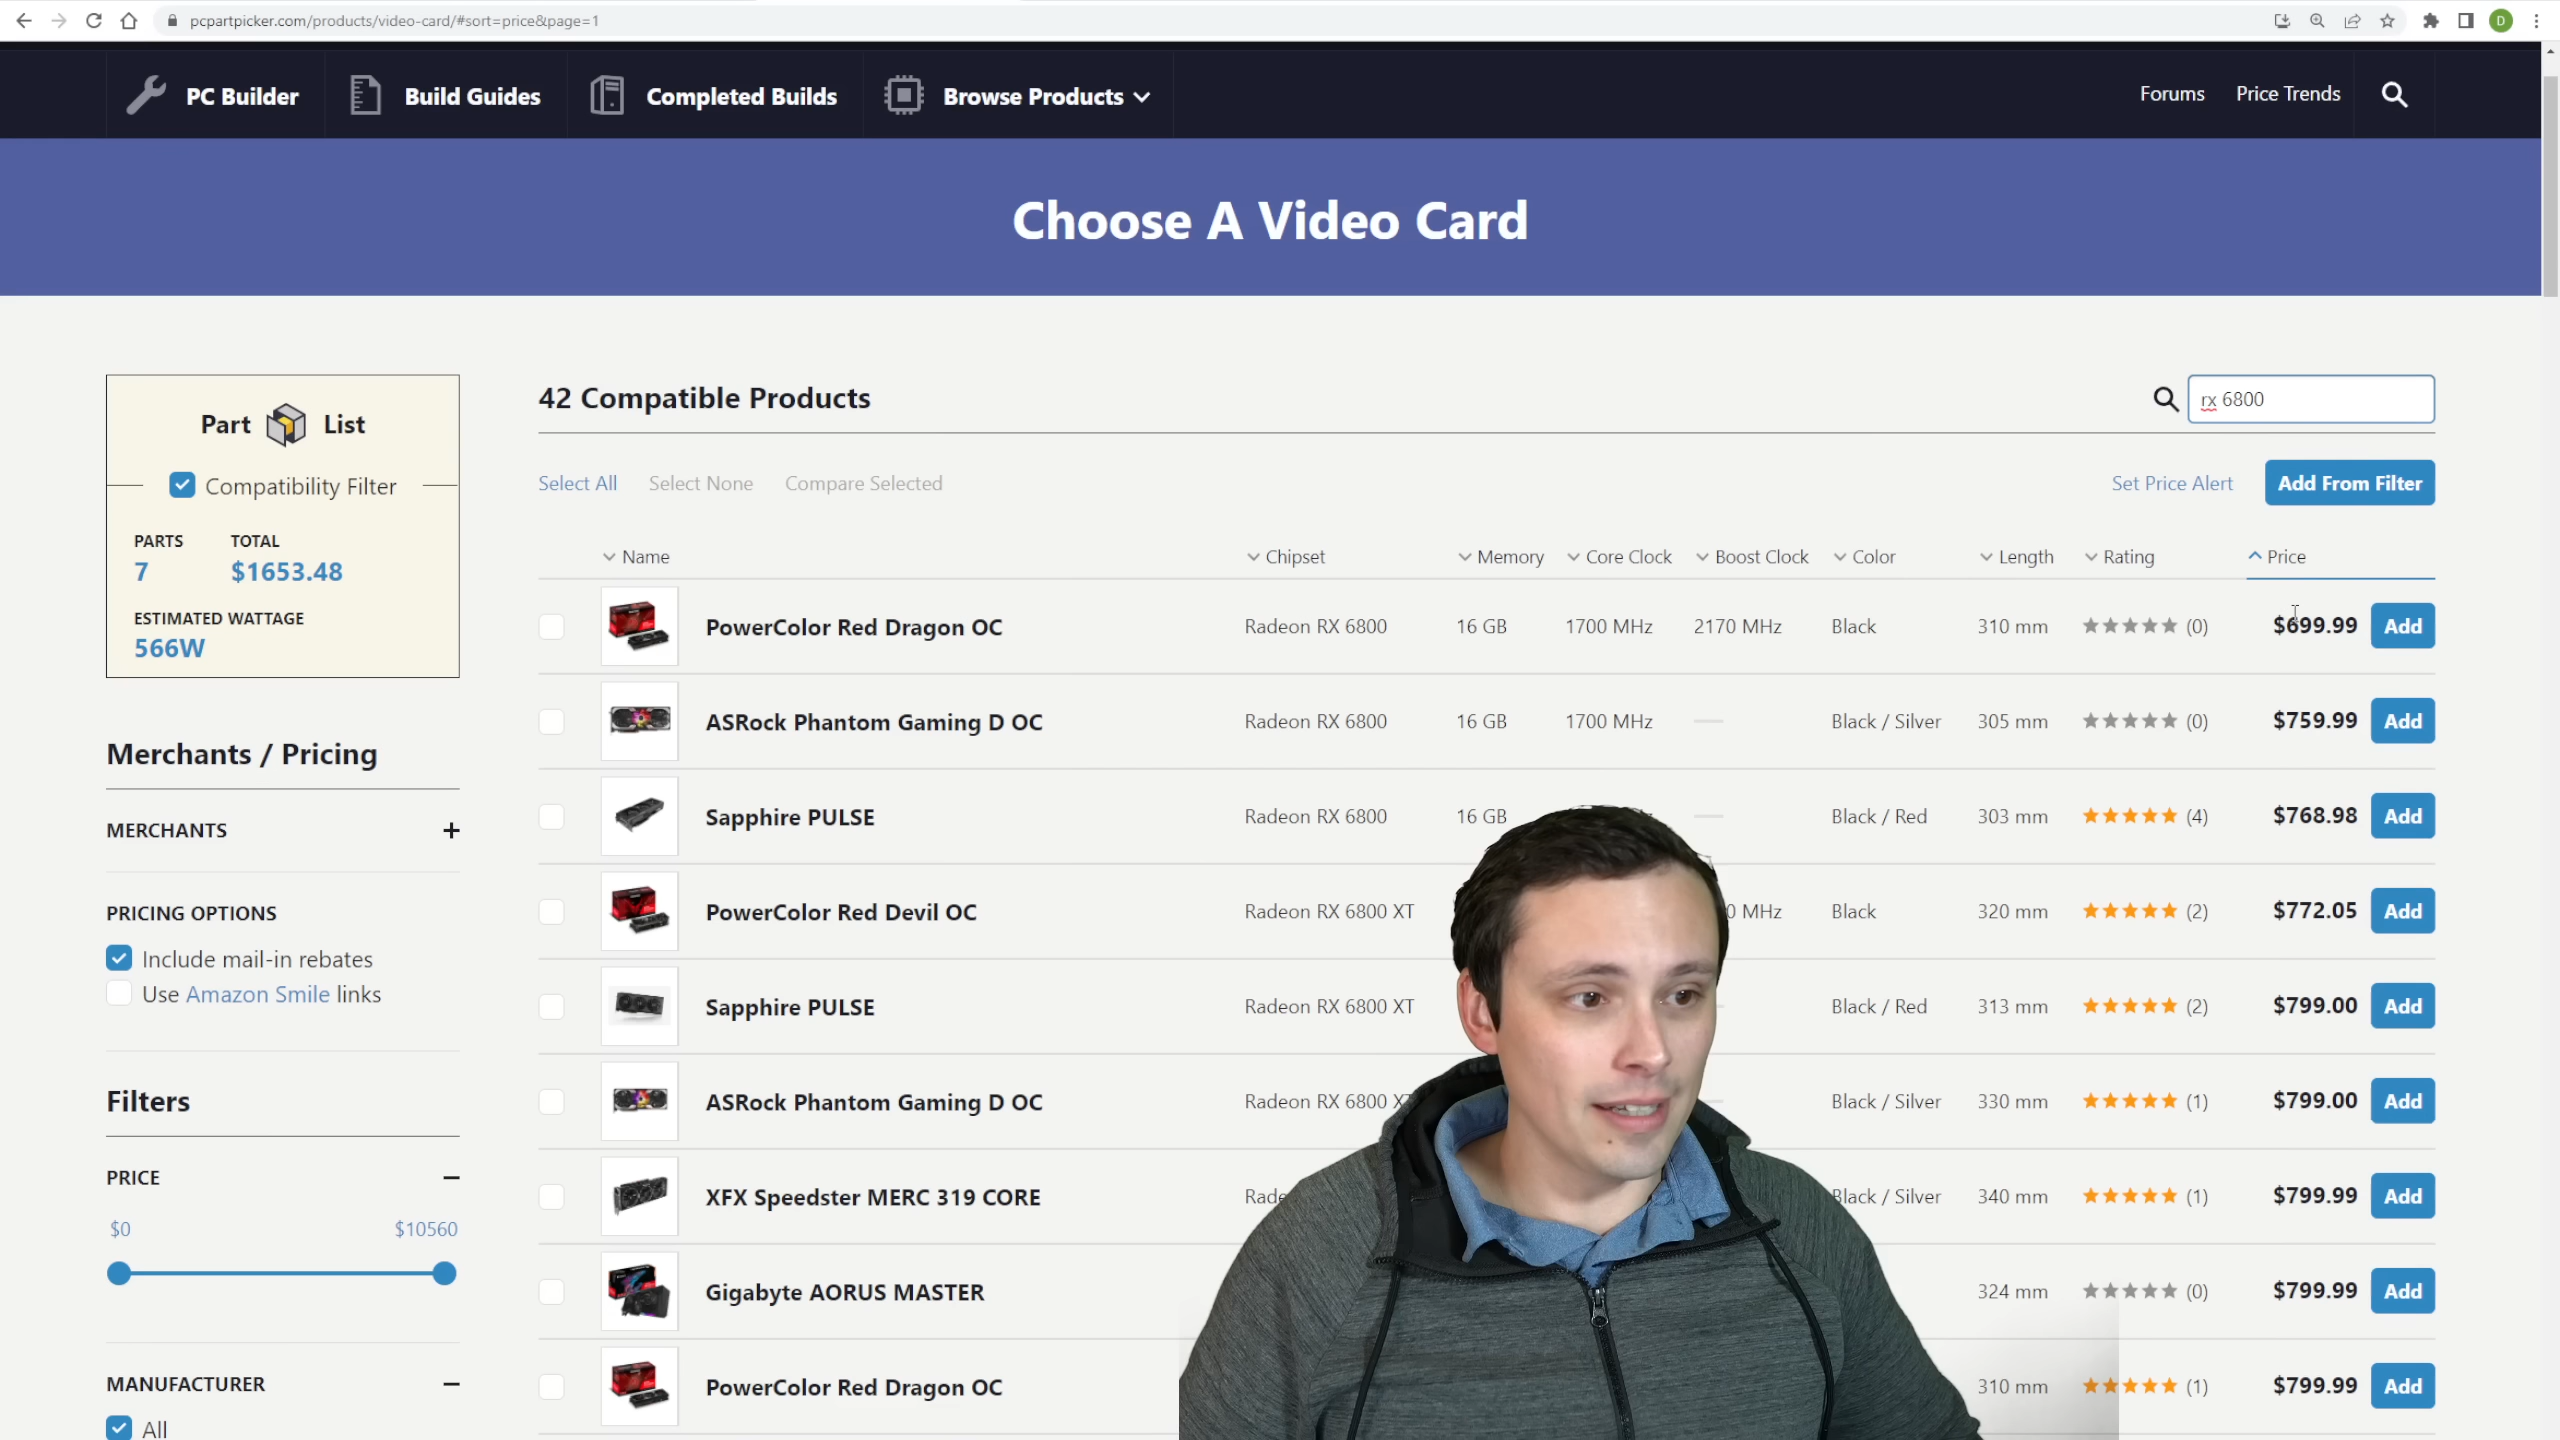 pcpartpicker.com/products/video-card/#sort=price&page=1
D
PC Builder
Build Guides
Completed Builds
Browse Products
Forums
Price Trends
Choose A Video Card
Part List
Compatibility Filter
PARTS TOTAL
7 $1653.48
ESTIMATED WATTAGE
566W
Merchants / Pricing
MERCHANTS +
PRICING OPTIONS
Include mail-in rebates
Use Amazon Smile links
Filters
PRICE
$0 $10560
MANUFACTURER
All
42 Compatible Products
rx 6800
Select All Select None Compare Selected
Set Price Alert Add From Filter
Name Chipset Memory Core Clock Boost Clock Color Length Rating Price
PowerColor Red Dragon OC Radeon RX 6800 16 GB 1700 MHz 2170 MHz Black 310 mm (0) $699.99 Add
ASRock Phantom Gaming D OC Radeon RX 6800 16 GB 1700 MHz Black / Silver 305 mm (0) $759.99 Add
Sapphire PULSE Radeon RX 6800 16 GB Black / Red 303 mm (4) $768.98 Add
PowerColor Red Devil OC Radeon RX 6800 XT 0 MHz Black 320 mm (2) $772.05 Add
Sapphire PULSE Radeon RX 6800 XT Black / Red 313 mm (2) $799.00 Add
ASRock Phantom Gaming D OC Radeon RX 6800 Black / Silver 330 mm (1) $799.00 Add
XFX Speedster MERC 319 CORE Black / Silver 340 mm (1) $799.99 Add
Gigabyte AORUS MASTER 324 mm (0) $799.99 Add
PowerColor Red Dragon OC 310 mm (1) $799.99 Add